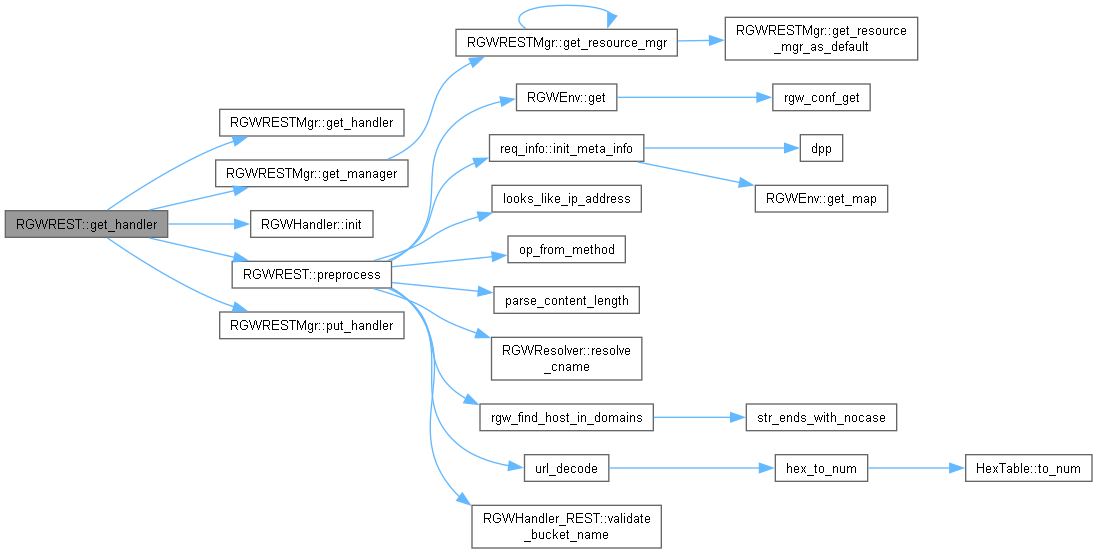 RGWREST::get_handler
RGWRESTMgr::get_handler
RGWRESTMgr::get_manager
RGWHandler::init
RGWREST::preprocess
RGWRESTMgr::put_handler
RGWRESTMgr::get_resource_mgr
RGWRESTMgr::get_resource
_mgr_as_default
RGWEnv::get
rgw_conf_get
req_info::init_meta_info
dpp
RGWEnv::get_map
looks_like_ip_address
op_from_method
parse_content_length
RGWResolver::resolve
_cname
rgw_find_host_in_domains
str_ends_with_nocase
url_decode
hex_to_num
HexTable::to_num
RGWHandler_REST::validate
_bucket_name